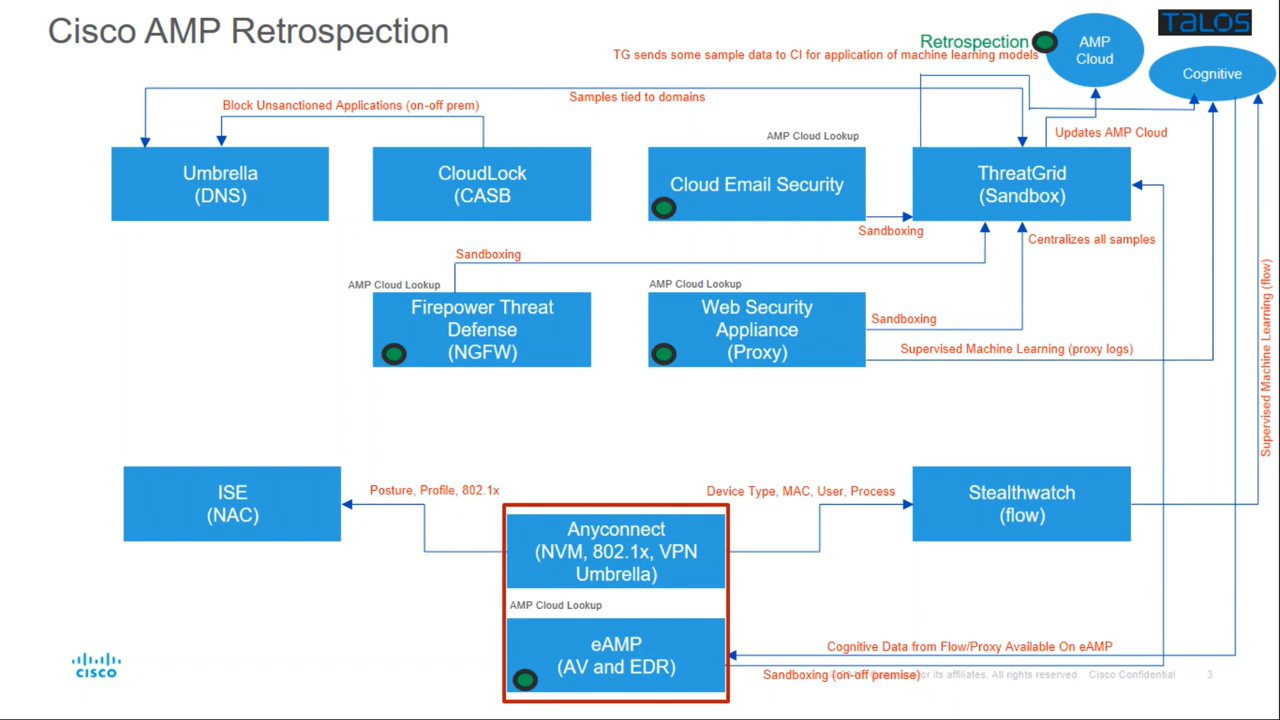 Cisco AMP Retrospection
TALOS
Retrospection
AMP
Cloud
TG sends some sample data to CI for application of machine learning models
Cognitive
Samples tied to domains
Block Unsanctioned Applications (on-off prem)
Updates AMP Cloud
AMP Cloud Lookup
Umbrella
(DNS)
CloudLock
(CASB
Cloud Email Security
ThreatGrid
(Sandbox)
Sandboxing
Centralizes all samples
Sandboxing
AMP Cloud Lookup
AMP Cloud Lookup
Firepower Threat
Defense
(NGFW)
Web Security
Appliance
(Proxy)
Sandboxing
Supervised Machine Learning (proxy logs)
Supervised Machine Learning (flow)
ISE
(NAC)
Posture, Profile, 802.1x
Device Type, MAC, User, Process
Stealthwatch
(flow)
Anyconnect
(NVM, 802.1x, VPN
Umbrella)
AMP Cloud Lookup
eAMP
(AV and EDR)
Cognitive Data from Flow/Proxy Available On eAMP
Sandboxing (on-off premise)
its affiliates. All rights reserved. Cisco Confidential
3
CISCO